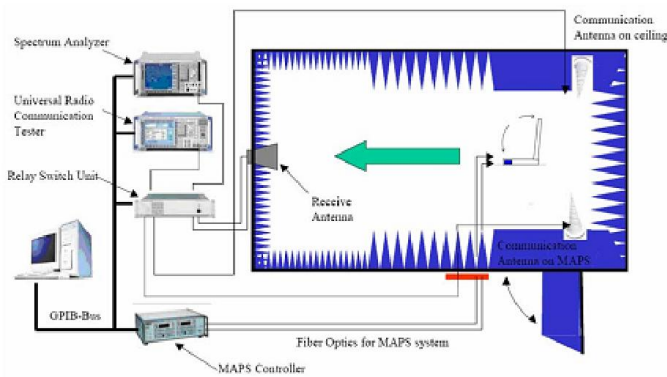 Spectrum Analyzer
Universal Radio
Communication
Tester
Relay Switch Unit
GPIB-Bus
MAPS Controller
Fiber Optics for MAPS system
Receive
Antenna
Communication
Antenna on ceiling
Communication
Antenna on MAPS